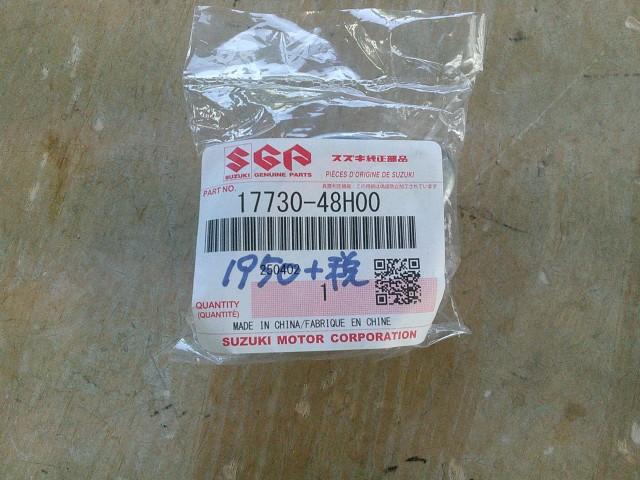 SGP スズキ純正部品
SUZUKI GENUINE PARTS PIÈCES D'ORIGINE DE SUZUKI
PART NO. 17730-48H00
250402
1950+税
QUANTITY 1
(QUANTITÉ)
MADE IN CHINA/FABRIQUE EN CHINE
SUZUKI MOTOR CORPORATION